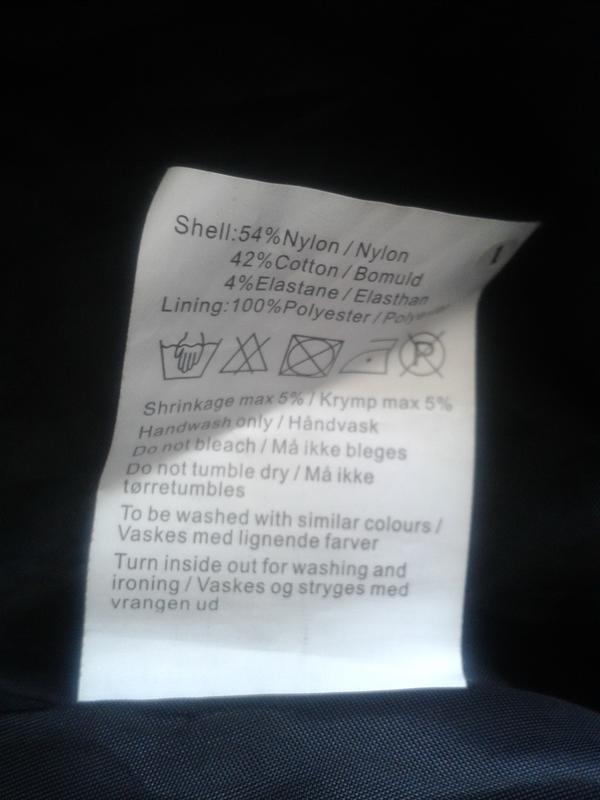 Shell:54%Nylon / Nylon
42%Cotton / Bomuld
4%Elastane / Elasthan
Lining:100%Polyester / Polyester
P
Shrinkage max 5% / Krymp max 5%
Handwash only / Håndvask
Do not bleach / Må ikke bleges
Do not tumble dry / Må ikke
tørretumbles
To be washed with similar colours /
Vaskes med lignende farver
Turn inside out for washing and
ironing / Vaskes og stryges med
vrangen ud